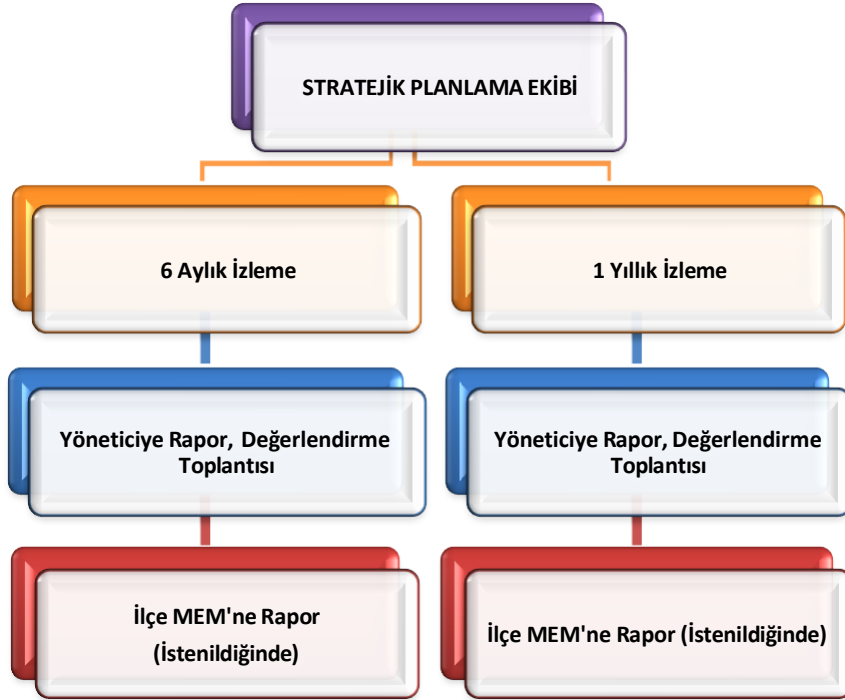 STRATEJİK PLANLAMA EKİBİ
6 Aylık İzleme
1 Yıllık İzleme
Yöneticiye Rapor, Değerlendirme
Toplantısı
Yöneticiye Rapor, Değerlendirme
Toplantısı
İlçe MEM'ne Rapor
(İstenildiğinde)
İlçe MEM'ne Rapor (İstenildiğinde)